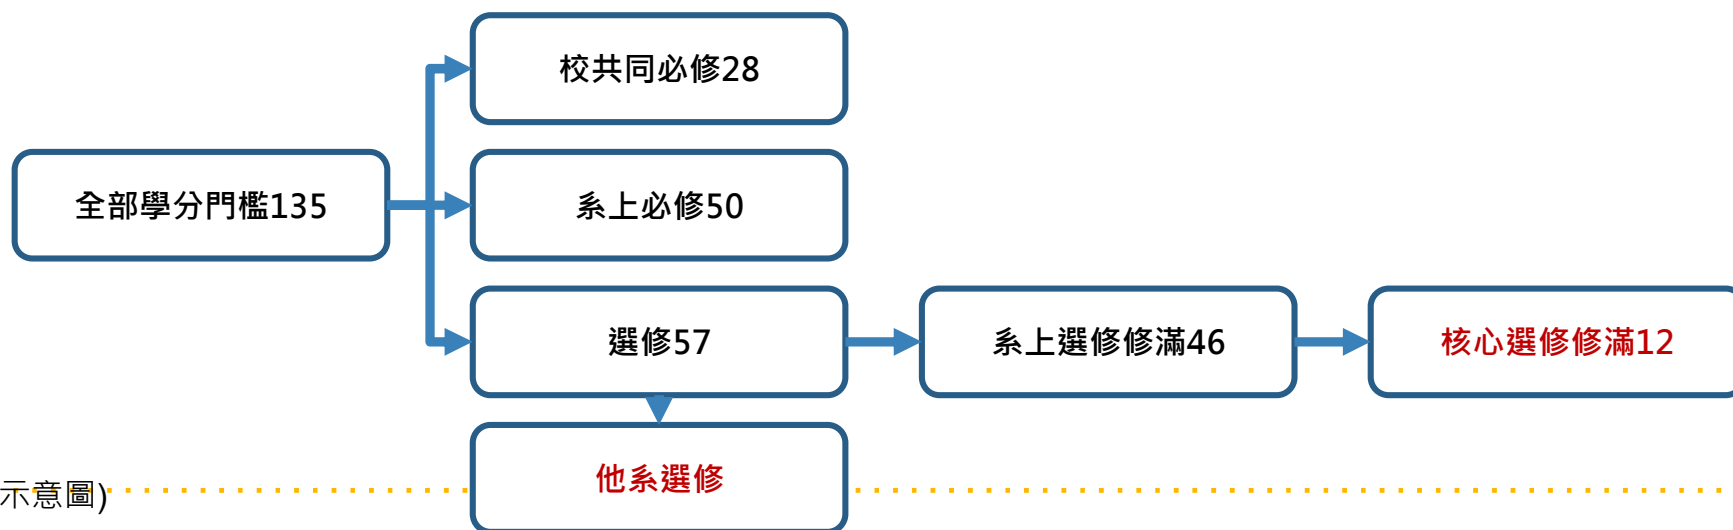 校共同必修28
全部學分門檻135
系上必修50
選修57
系上選修修滿46
核心選修修滿12
他系選修
示意圖)